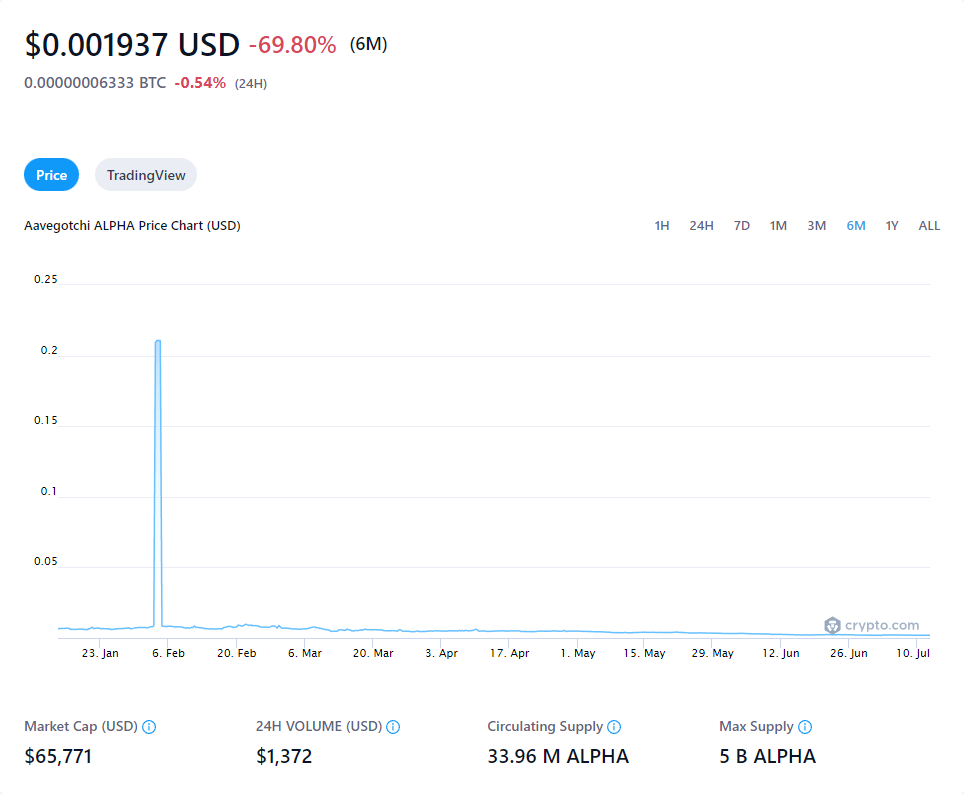 $0.001937 USD -69.80% (6M)
0.00000006333 BTC -0.54% (24H)
Price TradingView
Aavegotchi ALPHA Price Chart (USD) 1H 24H 7D 1M 3M 6M 1Y ALL
0.25
0.2
0.15
0.1
0.05
crypto.com
23. Jan 6. Feb 20. Feb 6. Mar 20. Mar 3. Apr 17. Apr 1. May 15. May 29. May 12. Jun 26. Jun 10. Jul
Market Cap (USD) 24H VOLUME (USD) Circulating Supply Max Supply
$65,771 $1,372 33.96 M ALPHA 5 B ALPHA